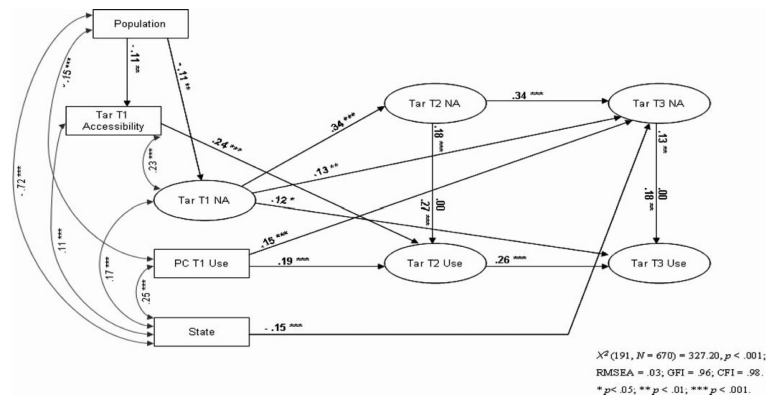 Population
-.11 **
-.11 **
-.15 ***
Tar T1
Accessibility
Tar T2 NA
.34 ***
Tar T3 NA
.34 ***
.24 ***
.18 ***
.13 **
.23 ***
.13 **
-.72 ***
Tar T1 NA
.12 *
.00
.27 ***
.00
.18 **
.11 ***
.17 ***
.15 ***
PC T1 Use
.19 ***
Tar T2 Use
.26 ***
Tar T3 Use
.25 ***
State
-.15 ***
X² (191, N = 670) = 327.20, p < .001;
RMSEA = .03; GFI = .96; CFI = .98.
* p< .05; ** p < .01; *** p < .001.